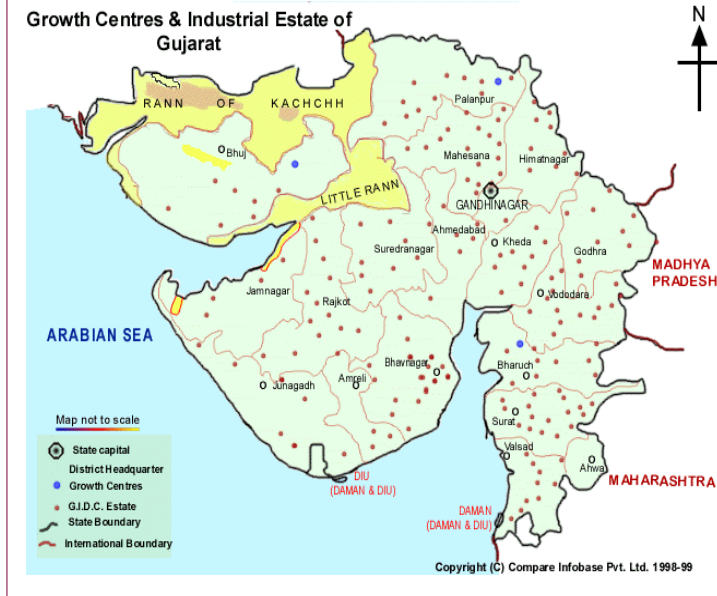 Growth Centres & Industrial Estate of
Gujarat
N
RANN OF KACHCHH
Palanpur
Bhuj
Mahesana
Himatnagar
LITTLE RANN
GANDHINAGAR
Ahmedabad
Kheda
Suredranagar
Godhra
MADHYA
PRADESH
Jamnagar
Rajkot
Vododara
ARABIAN SEA
Bhavnagar
Bharuch
Junagadh
Amreli
Surat
Valsad
Ahwa
MAHARASHTRA
DIU
(DAMAN & DIU)
DAMAN
(DAMAN & DIU)
Map not to scale
State capital
District Headquarter
Growth Centres
G.I.D.C. Estate
State Boundary
International Boundary
Copyright (C) Compare Infobase Pvt. Ltd. 1998-99